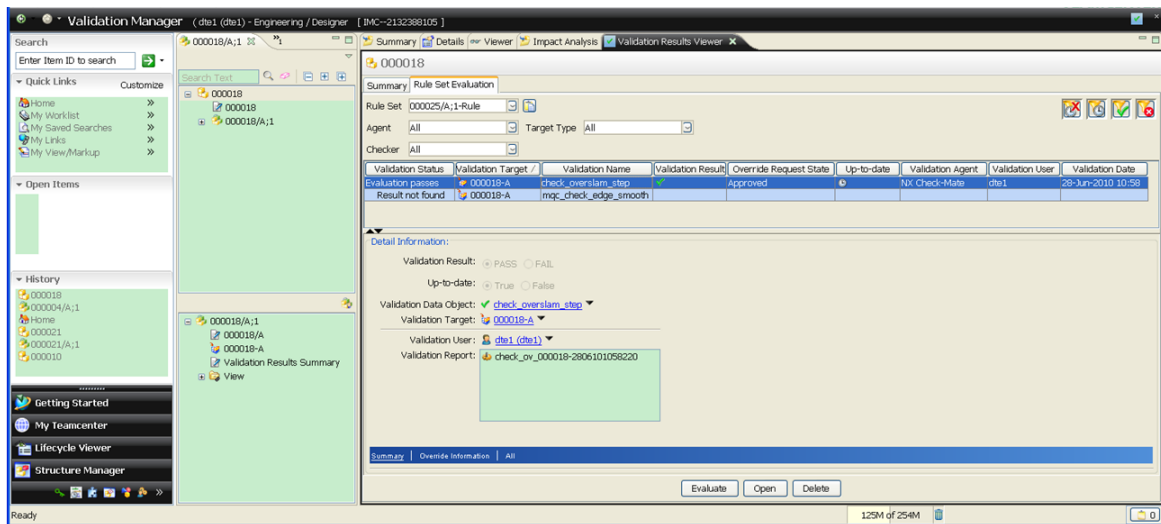 Validation Manager ( dte1 (dte1) - Engineering / Designer [ IMC--2132388105 ]
Search
Enter Item ID to search
Quick Links Customize
Home »
My Worklist »
My Saved Searches »
My Links »
My View/Markup »
Open Items
History
000018
000004/A;1
Home
000021
000021/A;1
000010
Getting Started
My Teamcenter
Lifecycle Viewer
Structure Manager
»
Ready
000018/A;1 »1
Search Text
000018
000018
000018/A;1
000018/A;1
000018/A
000018-A
Validation Results Summary
View
Summary Details Viewer Impact Analysis Validation Results Viewer
000018
Summary Rule Set Evaluation
Rule Set 000025/A;1-Rule
Agent All Target Type All
Checker All
Validation Status Validation Target / Validation Name Validation Result Override Request State Up-to-date Validation Agent Validation User Validation Date
Evaluation passes 000018-A check_overslam_step Approved NX Check-Mate dte1 28-Jun-2010 10:58
Result not found 000018-A mqc_check_edge_smooth
Detail Information:
Validation Result: PASS FAIL
Up-to-date: True False
Validation Data Object: check_overslam_step
Validation Target: 000018-A
Validation User: dte1 (dte1)
Validation Report: check_ov_000018-2806101058220
Summary | Override Information | All
Evaluate Open Delete
125M of 254M 0